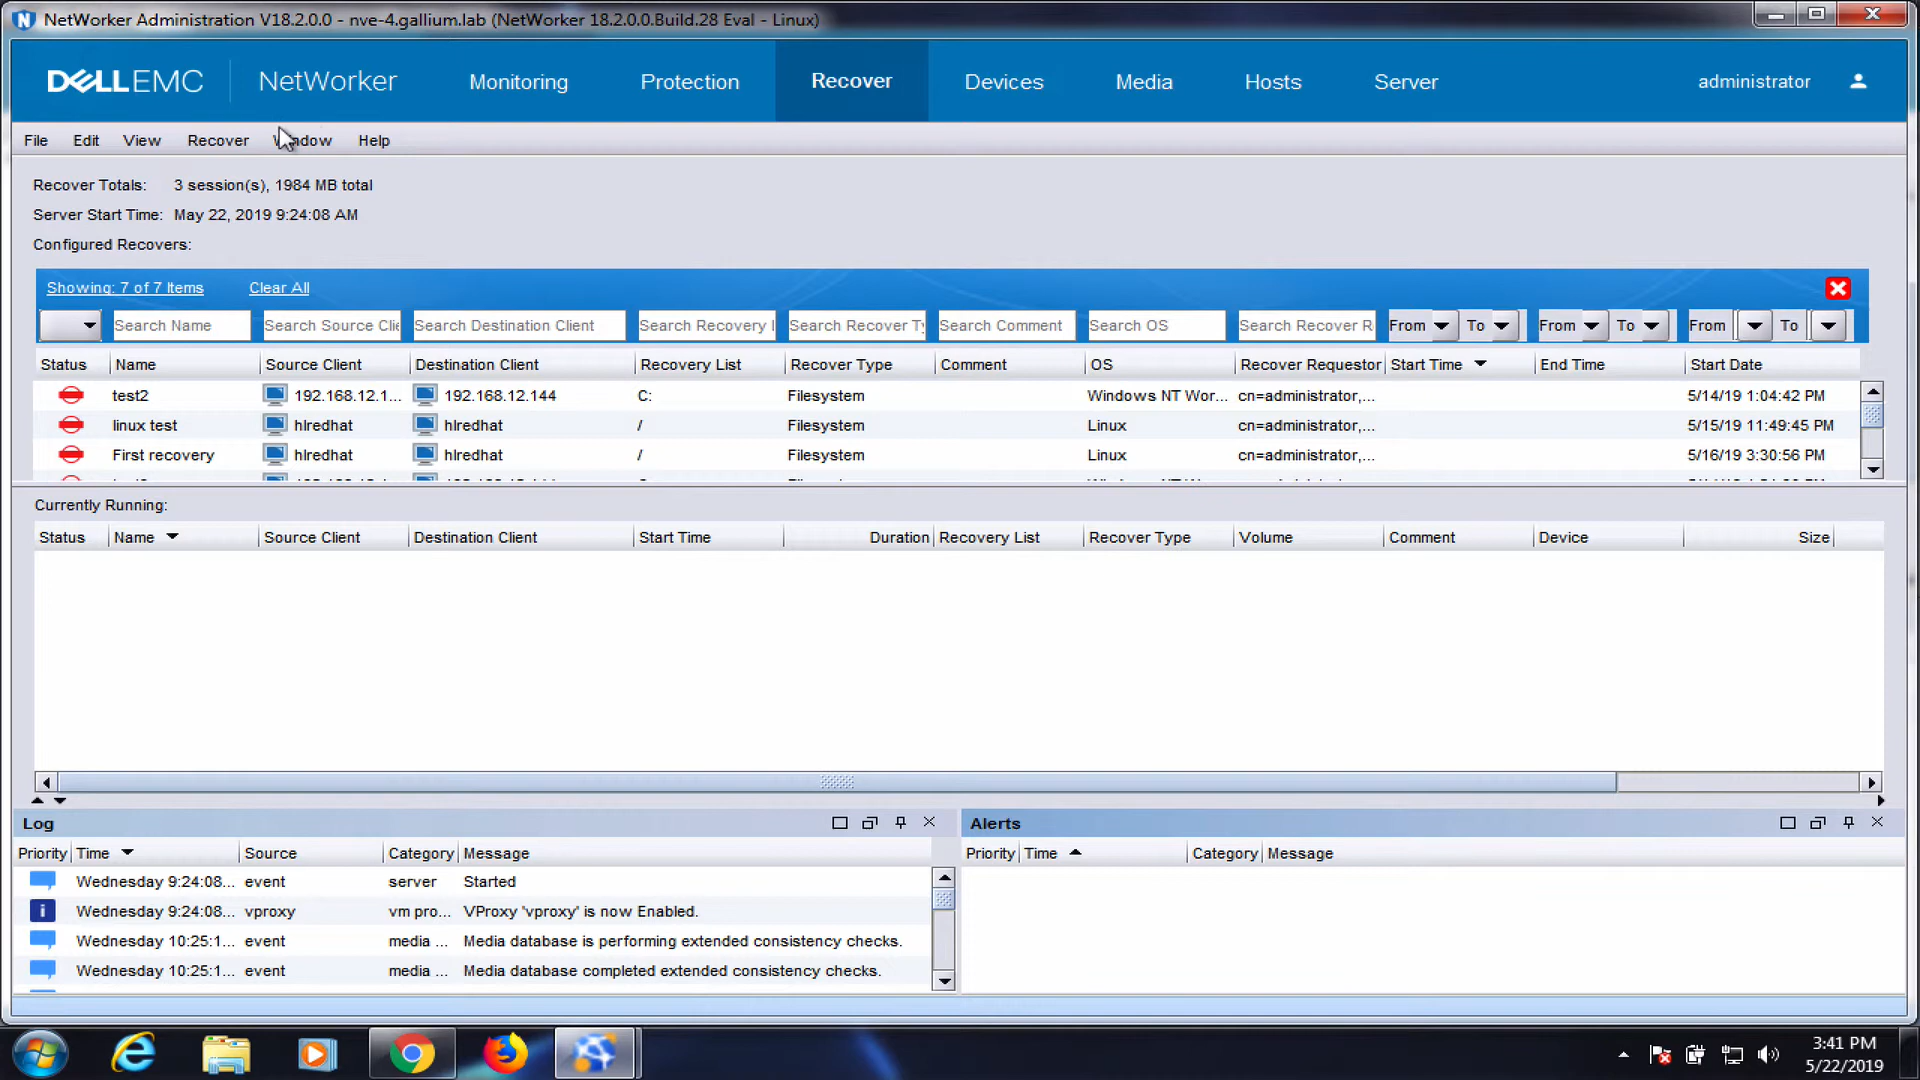 NetWorker Administration V18.2.0.0 - nve-4.gallium.lab (NetWorker 18.2.0.0.Build.28 Eval - Linux)
DELLEMC NetWorker Monitoring Protection Recover Devices Media Hosts Server administrator
File Edit View Recover Window Help
Recover Totals: 3 session(s), 1984 MB total
Server Start Time: May 22, 2019 9:24:08 AM
Configured Recovers:
Showing: 7 of 7 Items Clear All
Search Name Search Source Clie Search Destination Client Search Recovery Search Recover Ty Search Comment Search OS Search Recover R From To From To From To
Status Name Source Client Destination Client Recovery List Recover Type Comment OS Recover Requestor Start Time End Time Start Date
test2 192.168.12.1... 192.168.12.144 C: Filesystem Windows NT Wor... cn=administrator,... 5/14/19 1:04:42 PM
linux test hlredhat hlredhat / Filesystem Linux cn=administrator,... 5/15/19 11:49:45 PM
First recovery hlredhat hlredhat / Filesystem Linux cn=administrator,... 5/16/19 3:30:56 PM
Currently Running:
Status Name Source Client Destination Client Start Time Duration Recovery List Recover Type Volume Comment Device Size
Log
Priority Time Source Category Message
Wednesday 9:24:08... event server Started
Wednesday 9:24:08... vproxy vm pro... VProxy 'vproxy' is now Enabled.
Wednesday 10:25:1... event media ... Media database is performing extended consistency checks.
Wednesday 10:25:1... event media ... Media database completed extended consistency checks.
Alerts
Priority Time Category Message
3:41 PM
5/22/2019